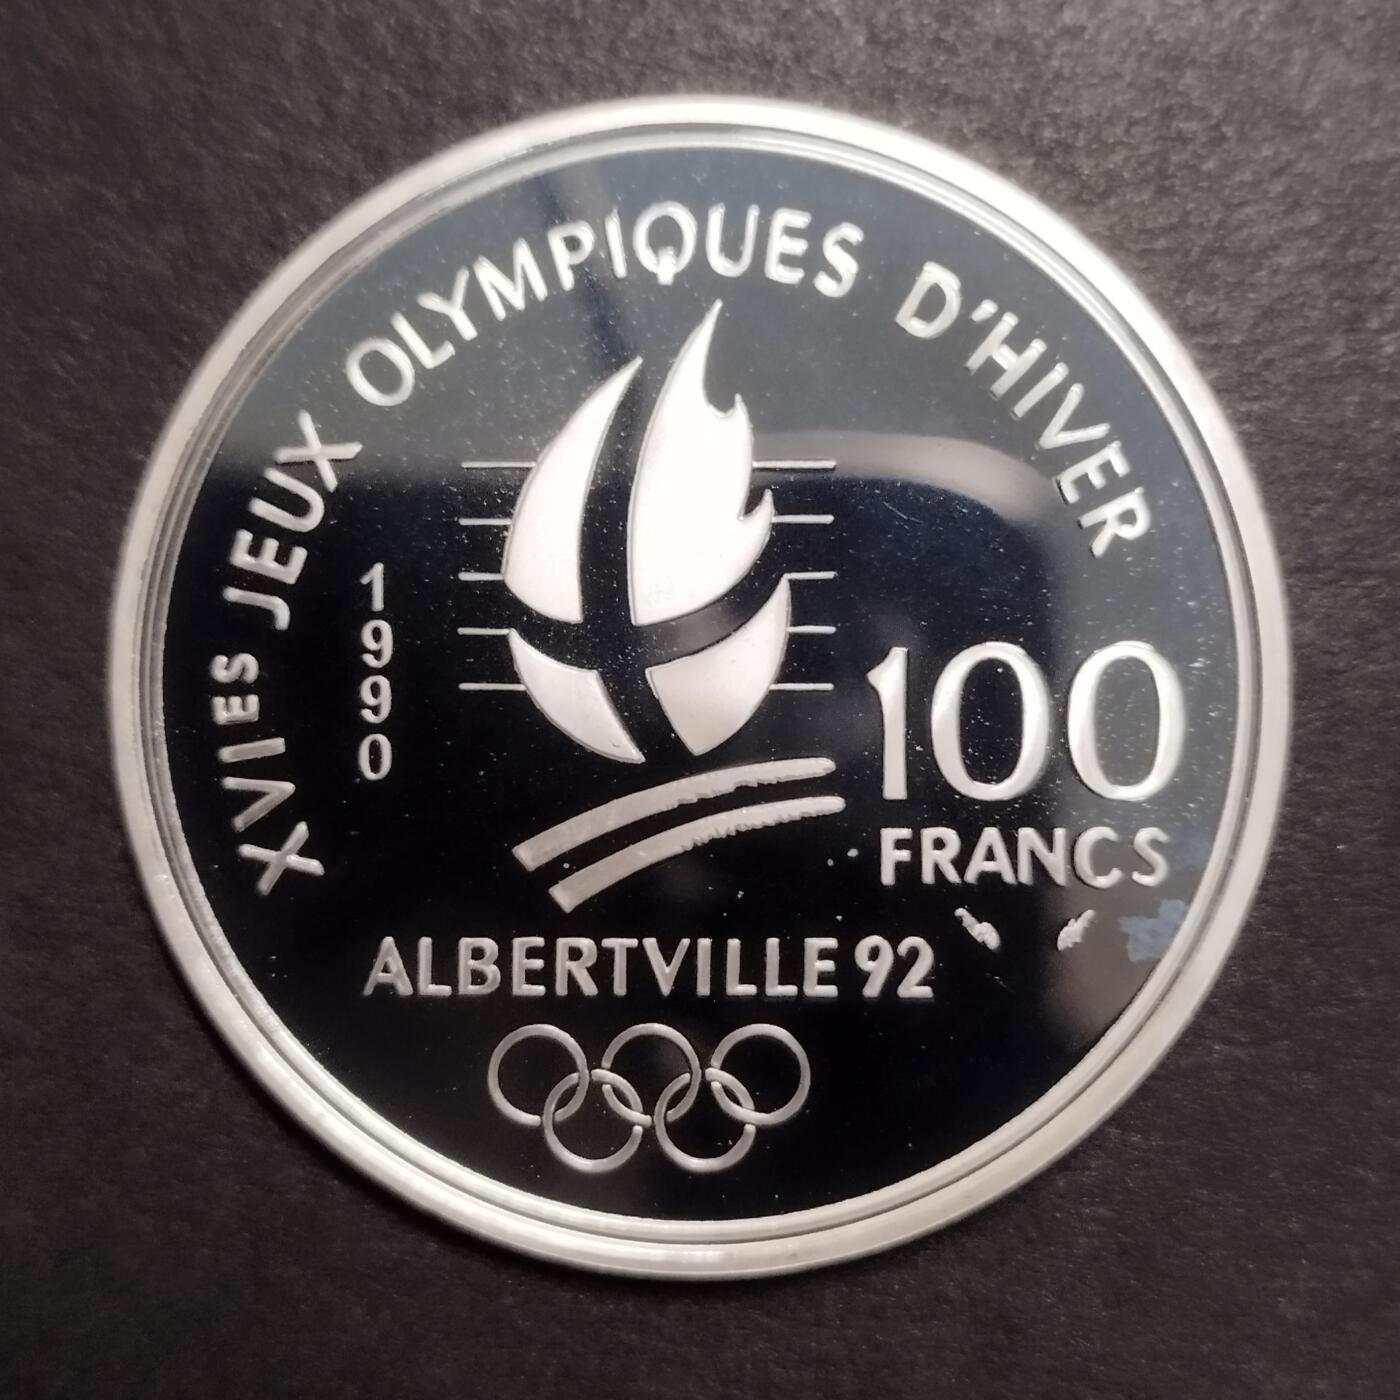 XVIES JEUX OLYMPIQUES D'HIVER
1990
100
FRANCS
ALBERTVILLE 92